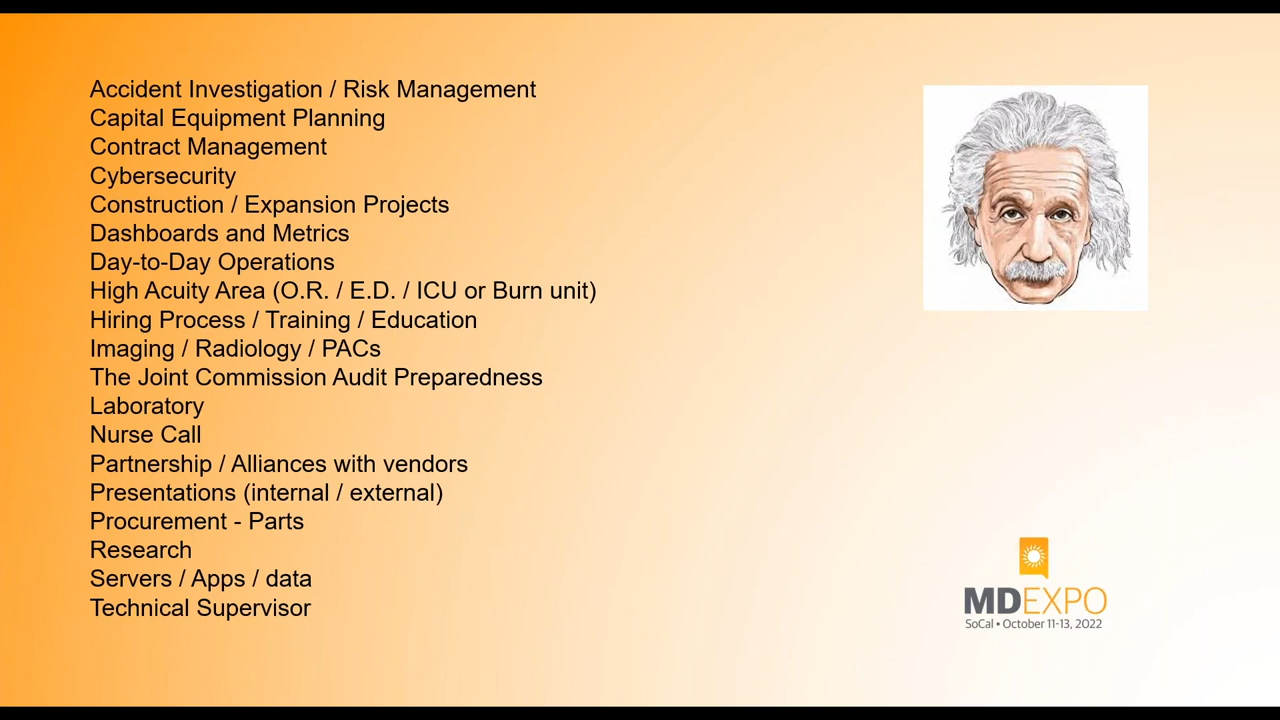 Accident Investigation / Risk Management
Capital Equipment Planning
Contract Management
Cybersecurity
Construction / Expansion Projects
Dashboards and Metrics
Day-to-Day Operations
High Acuity Area (O.R. / E.D. / ICU or Burn unit)
Hiring Process / Training / Education
Imaging / Radiology / PACs
The Joint Commission Audit Preparedness
Laboratory
Nurse Call
Partnership / Alliances with vendors
Presentations (internal / external)
Procurement - Parts
Research
Servers / Apps / data
Technical Supervisor
MDEXPO
SoCal • October 11-13, 2022